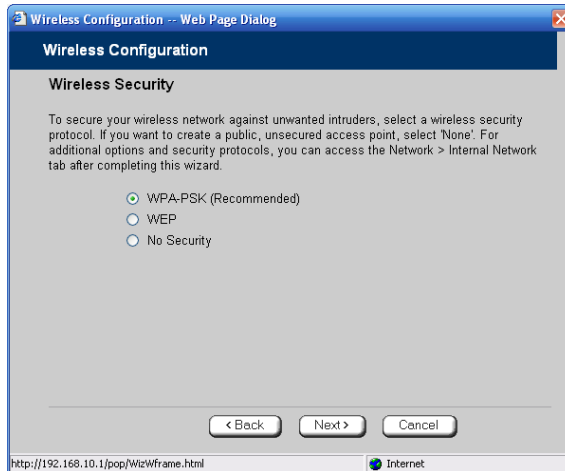 Wireless Configuration -- Web Page Dialog
Wireless Configuration
Wireless Security
To secure your wireless network against unwanted intruders, select a wireless security
protocol. If you want to create a public, unsecured access point, select 'None'. For
additional options and security protocols, you can access the Network > Internal Network
tab after completing this wizard.
WPA-PSK (Recommended)
WEP
No Security
< Back
Next >
Cancel
http://192.168.10.1/pop/WizWframe.html
Internet